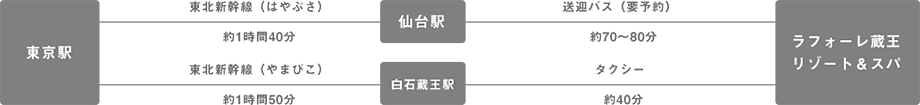 東京駅
東北新幹線（はやぶさ）
約1時間40分
仙台駅
送迎バス（要予約）
約70〜80分
東北新幹線（やまびこ）
約1時間50分
白石蔵王駅
タクシー
約40分
ラフォーレ蔵王
リゾート＆スパ